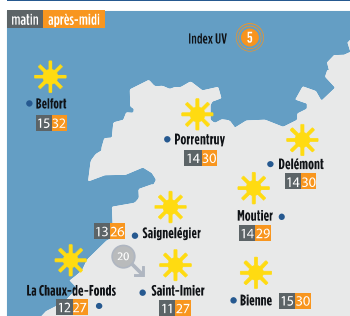 matin après-midi
Index UV 5
Belfort
15 32
Porrentruy
14 30
Delémont
14 30
Moutier
14 29
13 26 Saignelégier
20
La Chaux-de-Fonds
12 27
Saint-Imier
11 27
Bienne 15 30